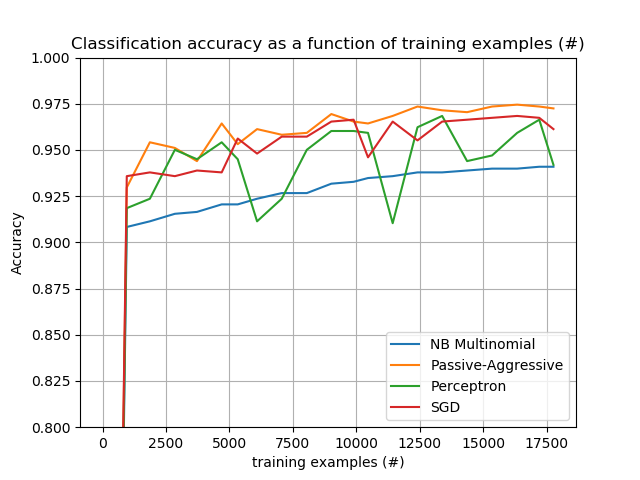 Classification accuracy as a function of training examples (#)
1.000
0.975
0.950
0.925
0.900
0.875
0.850
0.825
0.800
Accuracy
NB Multinomial
Passive-Aggressive
Perceptron
SGD
0 2500 5000 7500 10000 12500 15000 17500
training examples (#)